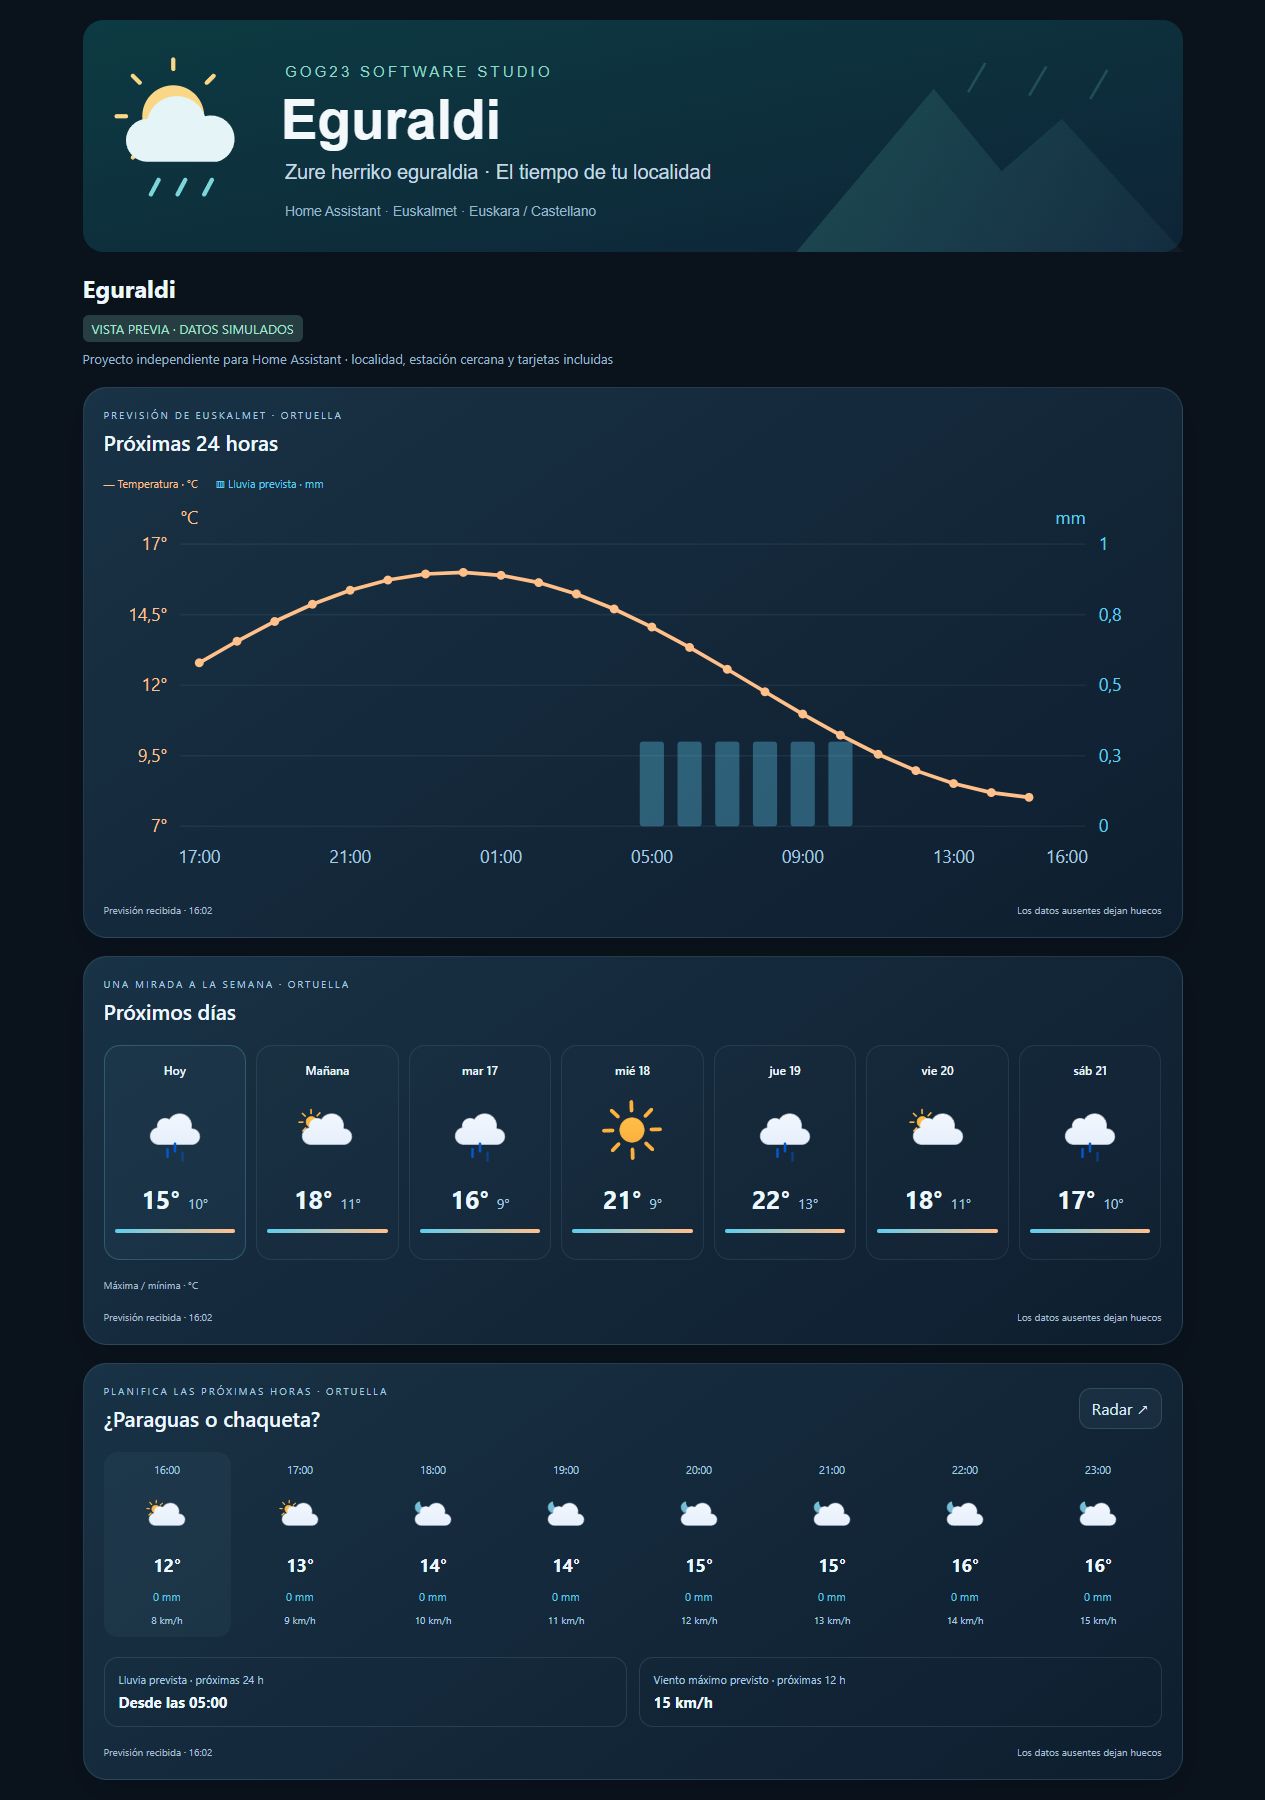 GOG23 SOFTWARE STUDIO
Eguraldi
Zure herriko eguraldia · El tiempo de tu localidad
Home Assistant · Euskalmet · Euskara / Castellano
Eguraldi
VISTA PREVIA · DATOS SIMULADOS
Proyecto independiente para Home Assistant · localidad, estación cercana y tarjetas incluidas
PREVISIÓN DE EUSKALMET · ORTUELLA
Próximas 24 horas
— Temperatura · °C ▥ Lluvia prevista · mm
°C mm
17° 1
14,5° 0,8
12° 0,5
9,5° 0,3
7° 0
17:00 21:00 01:00 05:00 09:00 13:00 16:00
Previsión recibida · 16:02 Los datos ausentes dejan huecos
UNA MIRADA A LA SEMANA · ORTUELLA
Próximos días
Hoy Mañana mar 17 mié 18 jue 19 vie 20 sáb 21
15° 10° 18° 11° 16° 9° 21° 9° 22° 13° 18° 11° 17° 10°
Máxima / mínima · °C
Previsión recibida · 16:02 Los datos ausentes dejan huecos
PLANIFICA LAS PRÓXIMAS HORAS · ORTUELLA
¿Paraguas o chaqueta?
Radar ↗
16:00 17:00 18:00 19:00 20:00 21:00 22:00 23:00
12° 13° 14° 14° 15° 15° 16° 16°
0 mm 0 mm 0 mm 0 mm 0 mm 0 mm 0 mm 0 mm
8 km/h 9 km/h 10 km/h 11 km/h 12 km/h 13 km/h 14 km/h 15 km/h
Lluvia prevista · próximas 24 h
Desde las 05:00
Viento máximo previsto · próximas 12 h
15 km/h
Previsión recibida · 16:02 Los datos ausentes dejan huecos